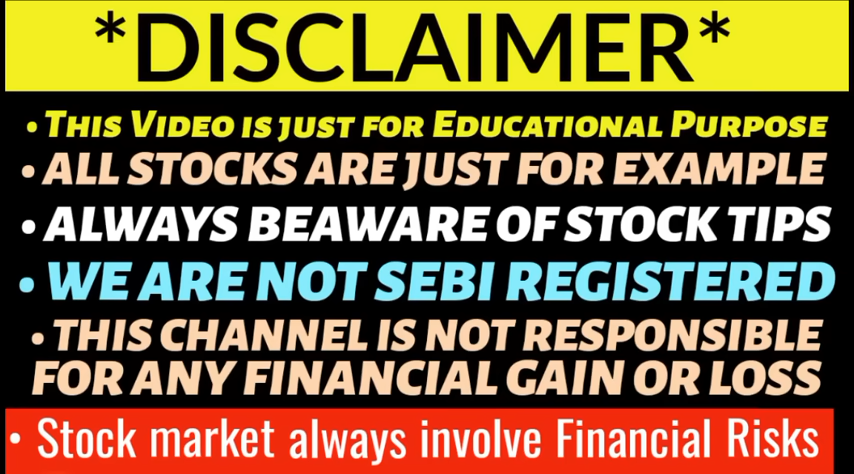 *DISCLAIMER*
• This Video is just for Educational Purpose
• ALL STOCKS ARE JUST FOR EXAMPLE
• ALWAYS BEAWARE OF STOCK TIPS
• WE ARE NOT SEBI REGISTERED
• THIS CHANNEL IS NOT RESPONSIBLE
FOR ANY FINANCIAL GAIN OR LOSS
• Stock market always involve Financial Risks